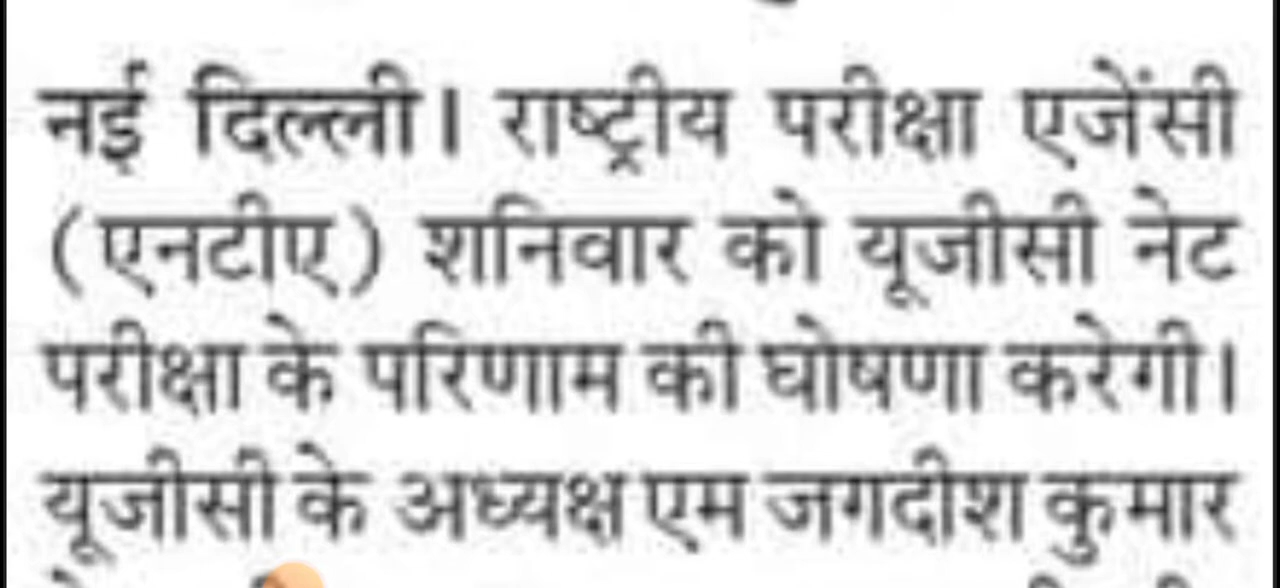 नई दिल्ली। राष्ट्रीय परीक्षा एजेंसी
(एनटीए) शनिवार को यूजीसी नेट
परीक्षा के परिणाम की घोषणा करेगी।
यूजीसी के अध्यक्ष एम जगदीश कुमार